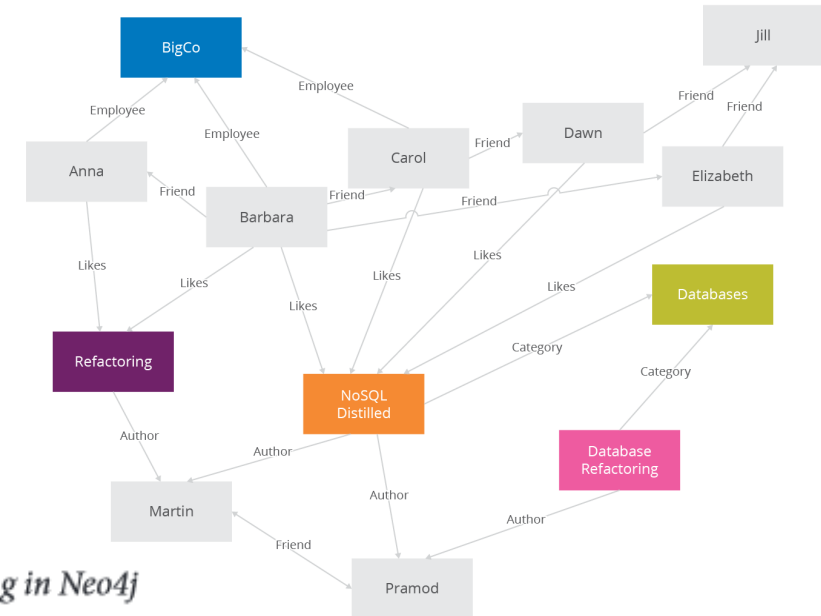 Jill
BigCo
Employee
Friend
Employee
Friend
Employee
Dawn
Friend
Carol
Anna
Elizabeth
Friend
Friend
Friend
Barbara
Likes
Likes
Likes
Likes
Likes
Likes
Databases
Category
Refactoring
Category
NoSQL
Distilled
Author
Author
Database
Refactoring
Author
Martin
Author
Friend
g in Neo4j
Pramod